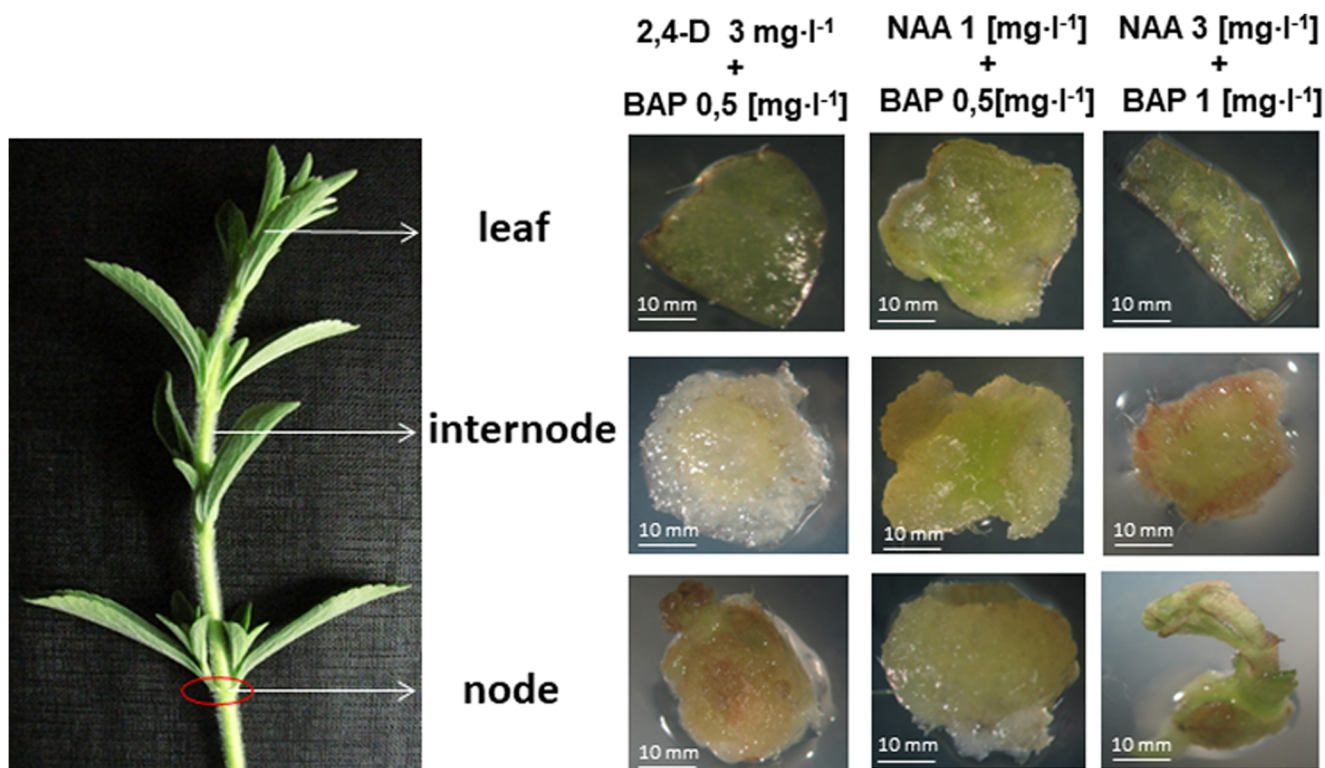 2,4-D 3 mg·l-1
+
BAP 0,5 [mg·l-1]
NAA 1 [mg·l-1]
+
BAP 0,5[mg·l-1]
NAA 3 [mg·l-1]
+
BAP 1 [mg·l-1]
leaf
10 mm
10 mm
10 mm
internode
10 mm
10 mm
10 mm
node
10 mm
10 mm
10 mm